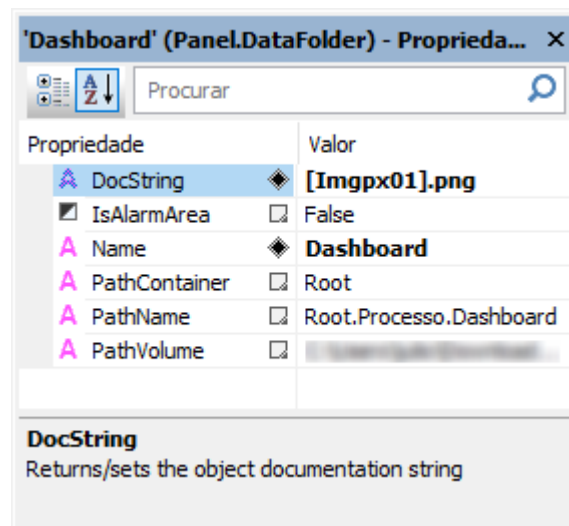 'Dashboard' (Panel.DataFolder) - Proprieda...
Procurar
Propriedade Valor
DocString [Imgpx01].png
IsAlarmArea False
Name Dashboard
PathContainer Root
PathName Root.Processo.Dashboard
PathVolume
DocString
Returns/sets the object documentation string